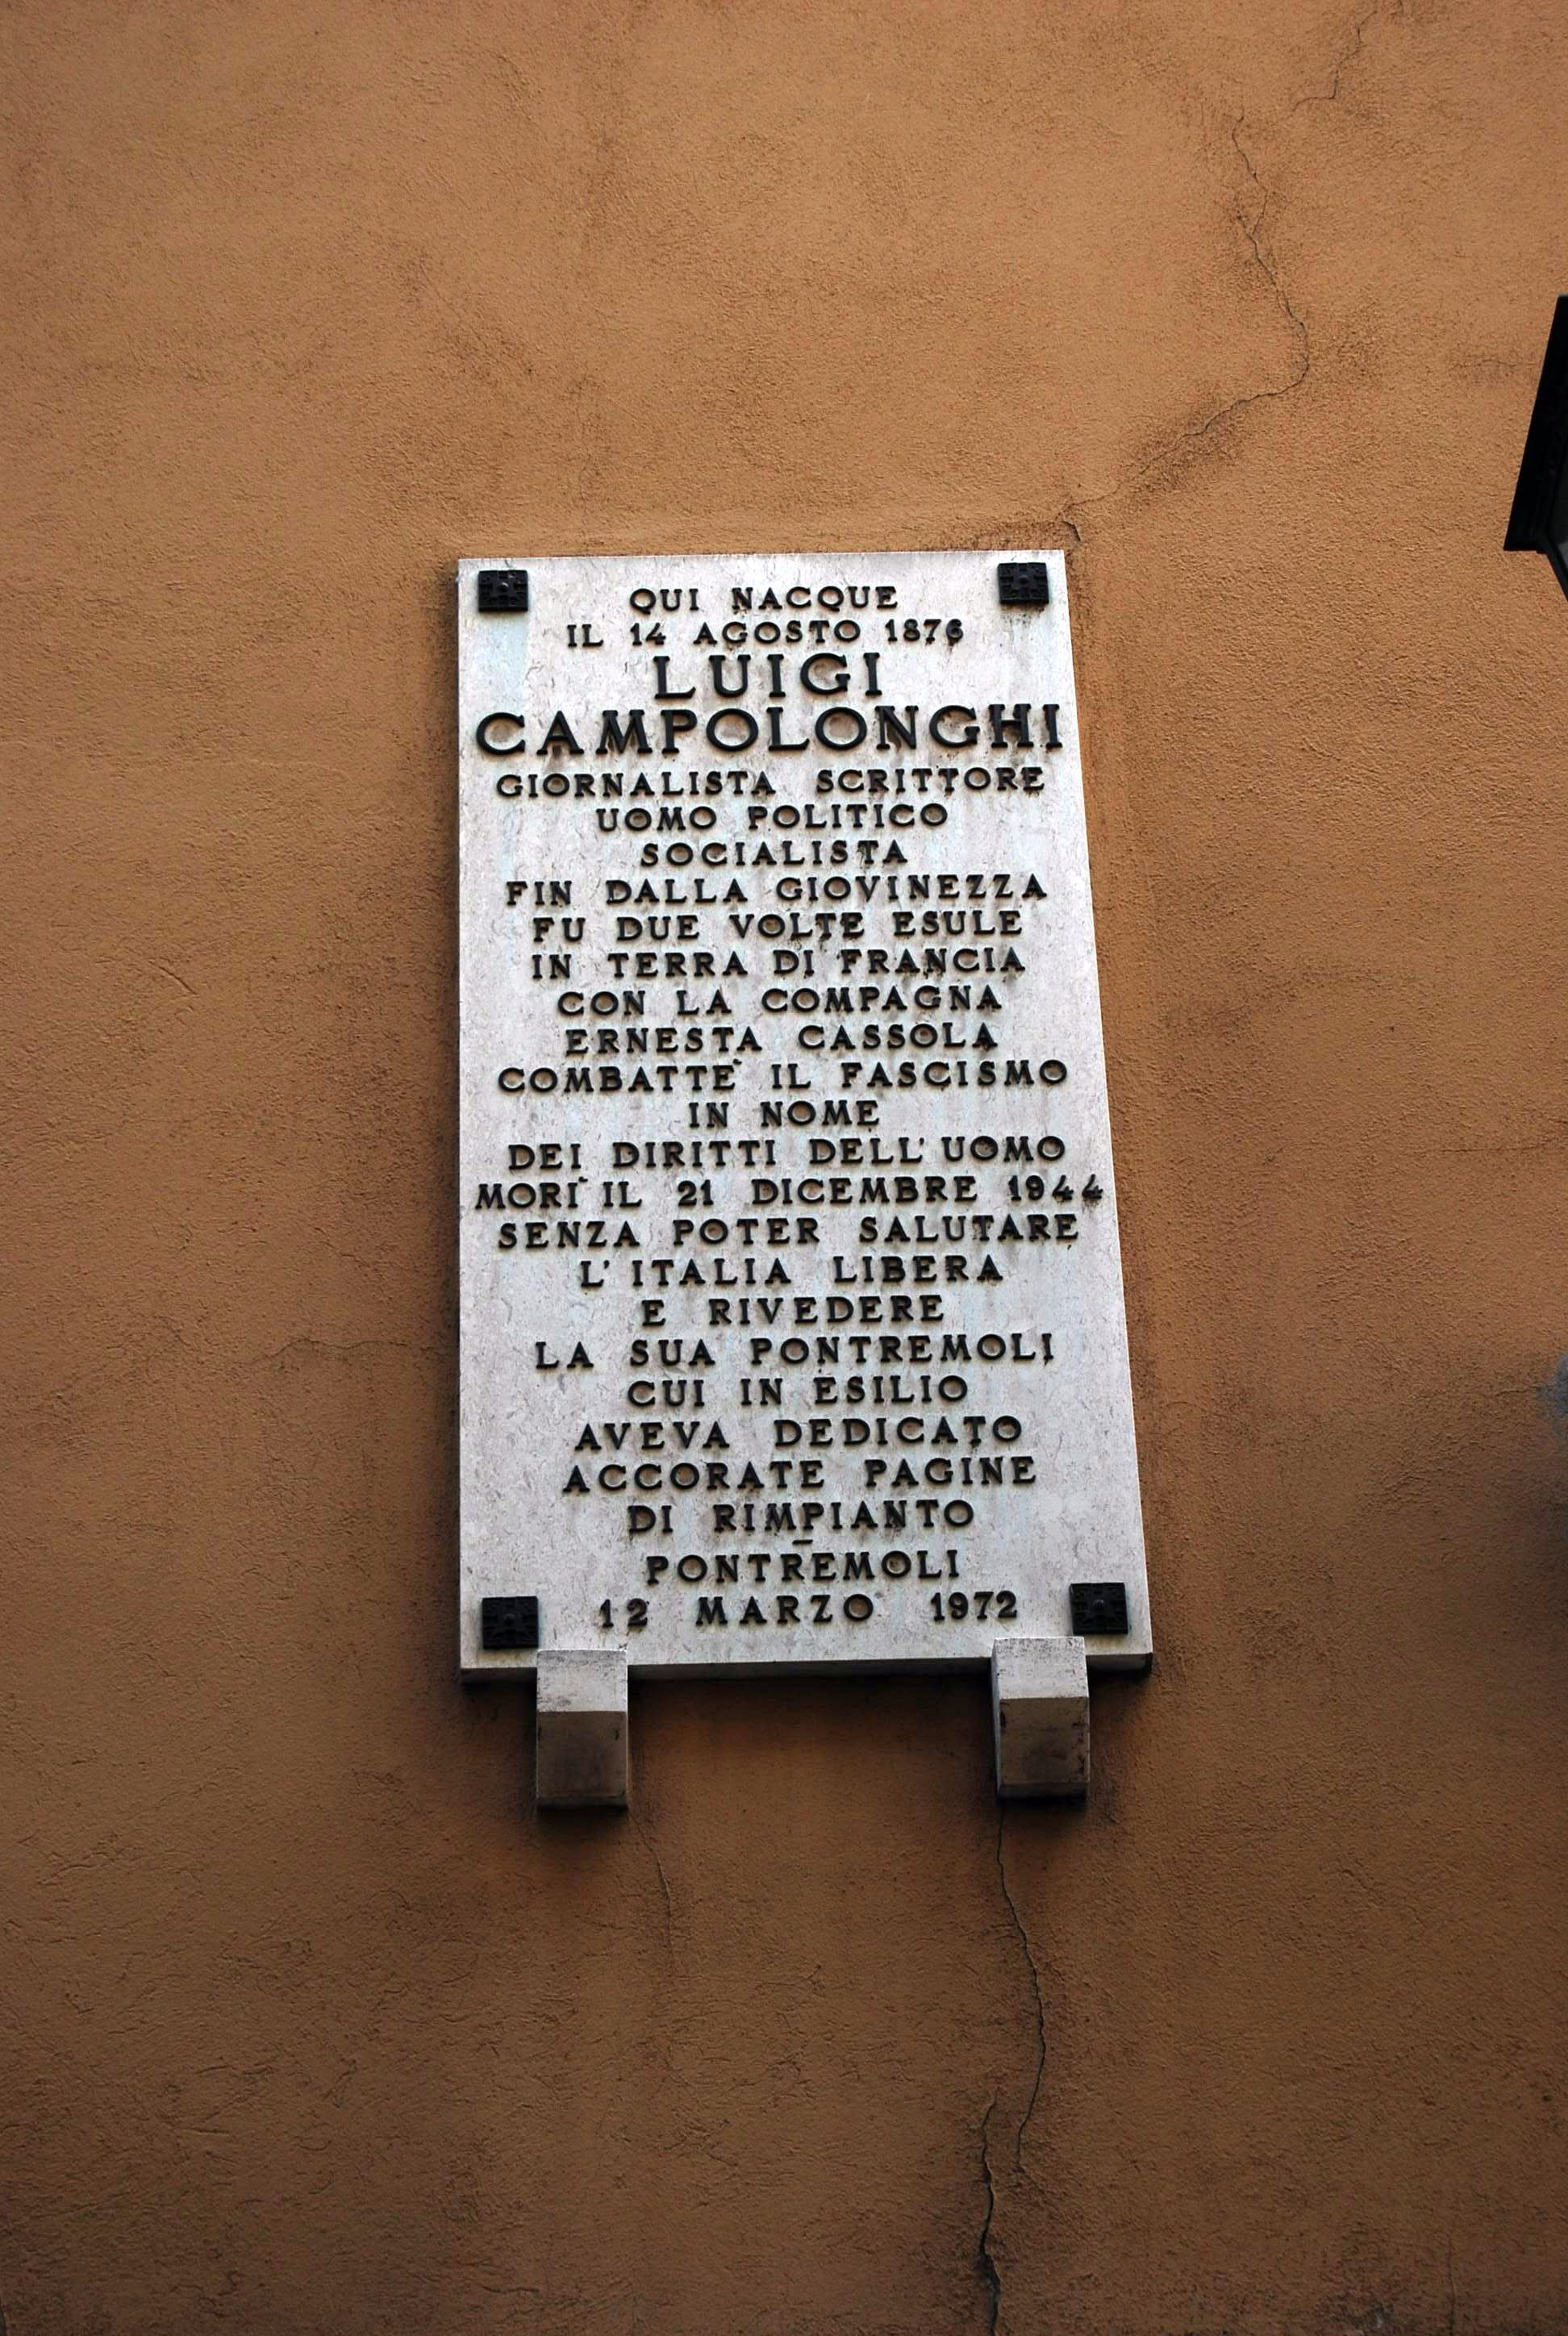 QUI NACQUE
IL 14 AGOSTO 1876
LUIGI
CAMPOLONGHI
GIORNALISTA SCRITTORE
UOMO POLITICO
SOCIALISTA
FIN DALLA GIOVINEZZA
FU DUE VOLTE ESULE
IN TERRA DI FRANCIA
CON LA COMPAGNA
ERNESTA CASSOLA
COMBATTE` IL FASCISMO
IN NOME
DEI DIRITTI DELL'UOMO
MORI` IL 21 DICEMBRE 1944
SENZA POTER SALUTARE
L'ITALIA LIBERA
E RIVEDERE
LA SUA PONTREMOLI
CUI IN ESILIO
AVEVA DEDICATO
ACCORATE PAGINE
DI RIMPIANTO
–
PONTREMOLI
12 MARZO 1972